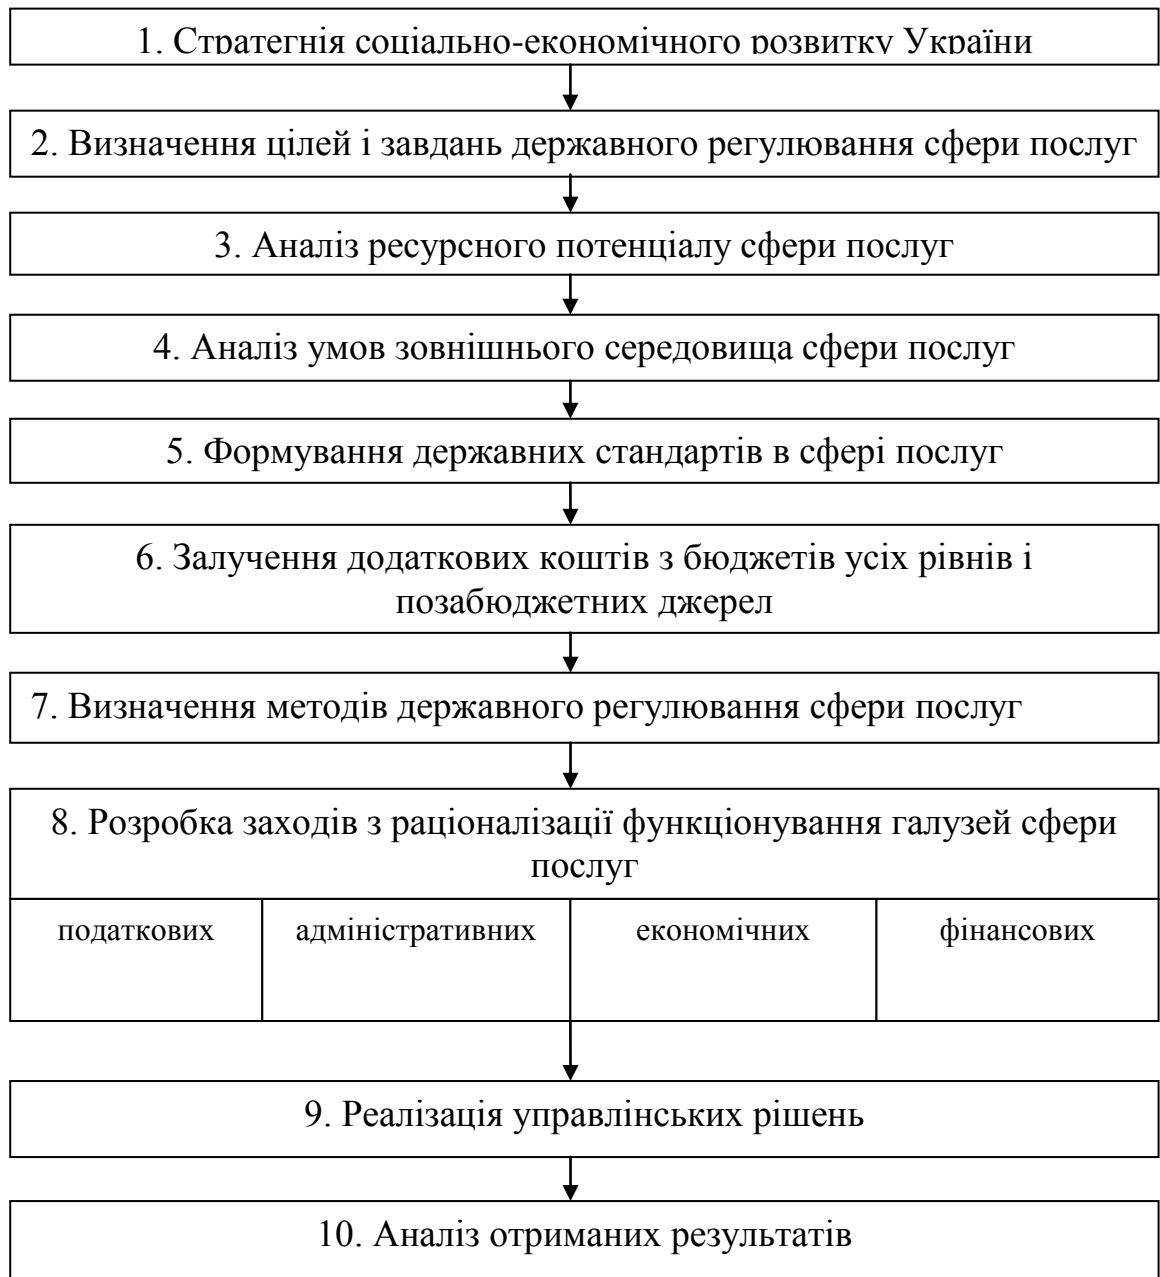 1. Стратегнія соціально-економічного розвитку України
2. Визначення цілей і завдань державного регулювання сфери послуг
3. Аналіз ресурсного потенціалу сфери послуг
4. Аналіз умов зовнішнього середовища сфери послуг
5. Формування державних стандартів в сфері послуг
6. Залучення додаткових коштів з бюджетів усіх рівнів і
позабюджетних джерел
7. Визначення методів державного регулювання сфери послуг
8. Розробка заходів з раціоналізації функціонування галузей сфери
послуг
податкових
адміністративних
економічних
фінансових
9. Реалізація управлінських рішень
10. Аналіз отриманих результатів